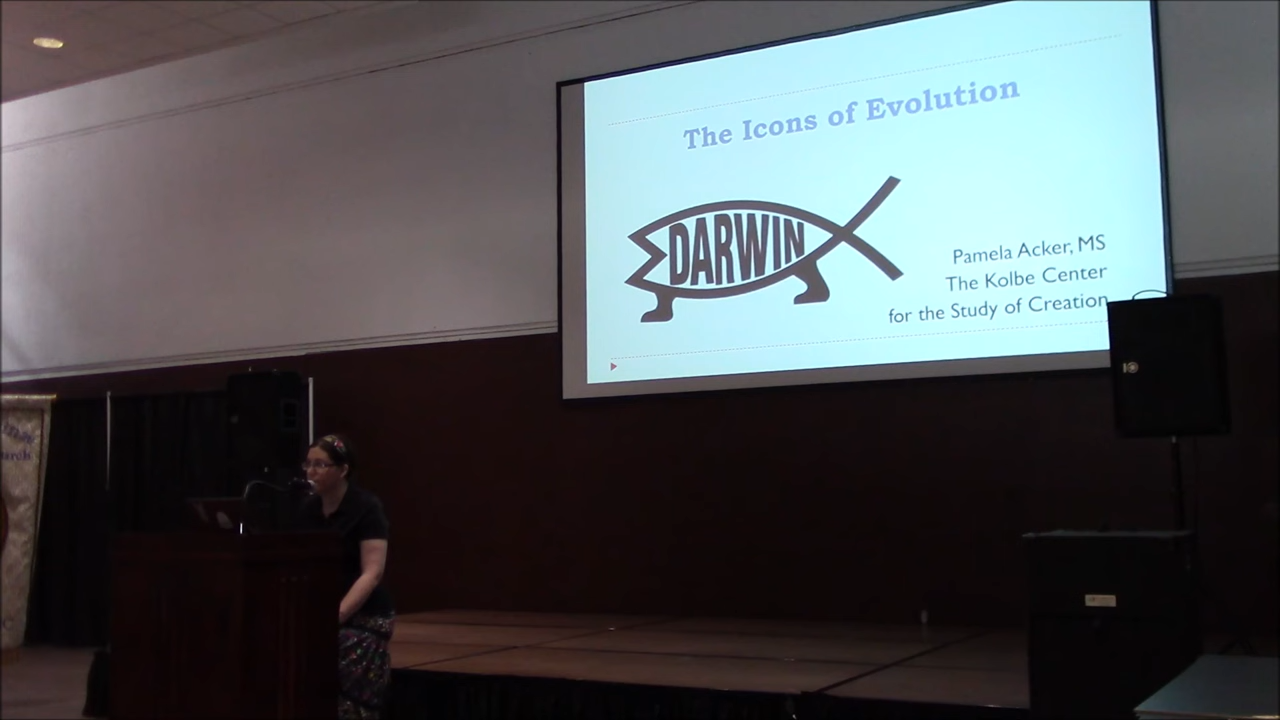 The Icons of Evolution
DARWIN
Pamela Acker, MS
The Kolbe Center
for the Study of Creation